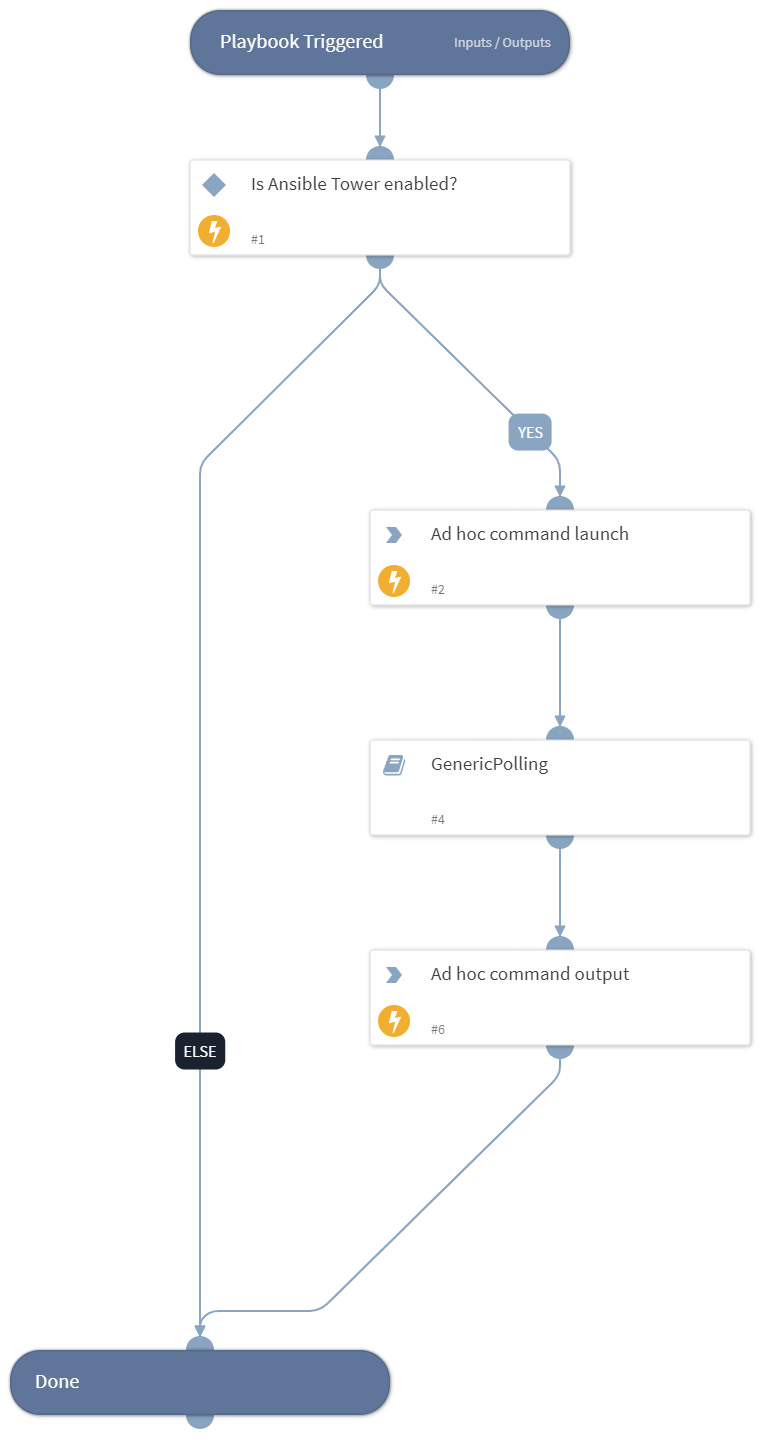 Playbook Triggered Inputs / Outputs
Is Ansible Tower enabled?
#1
YES
Ad hoc command launch
#2
GenericPolling
#4
Ad hoc command output
#6
ELSE
Done